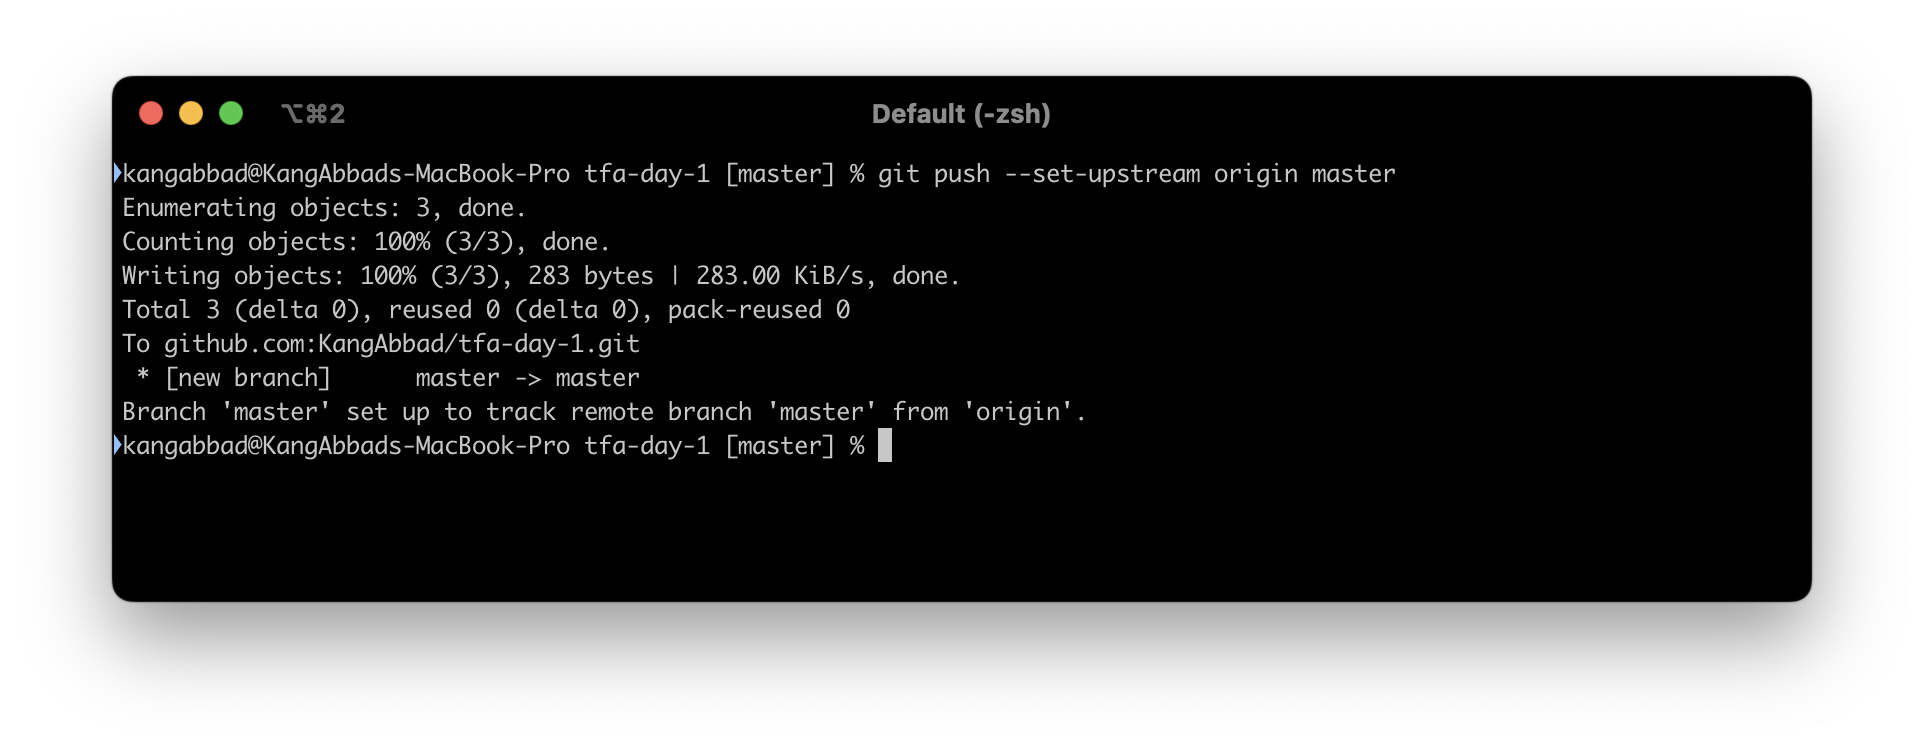 ⌥⌘2
Default (-zsh)
kangabbad@KangAbbads-MacBook-Pro tfa-day-1 [master] % git push --set-upstream origin master
Enumerating objects: 3, done.
Counting objects: 100% (3/3), done.
Writing objects: 100% (3/3), 283 bytes | 283.00 KiB/s, done.
Total 3 (delta 0), reused 0 (delta 0), pack-reused 0
To github.com:KangAbbad/tfa-day-1.git
 * [new branch]      master -> master
Branch 'master' set up to track remote branch 'master' from 'origin'.
kangabbad@KangAbbads-MacBook-Pro tfa-day-1 [master] %